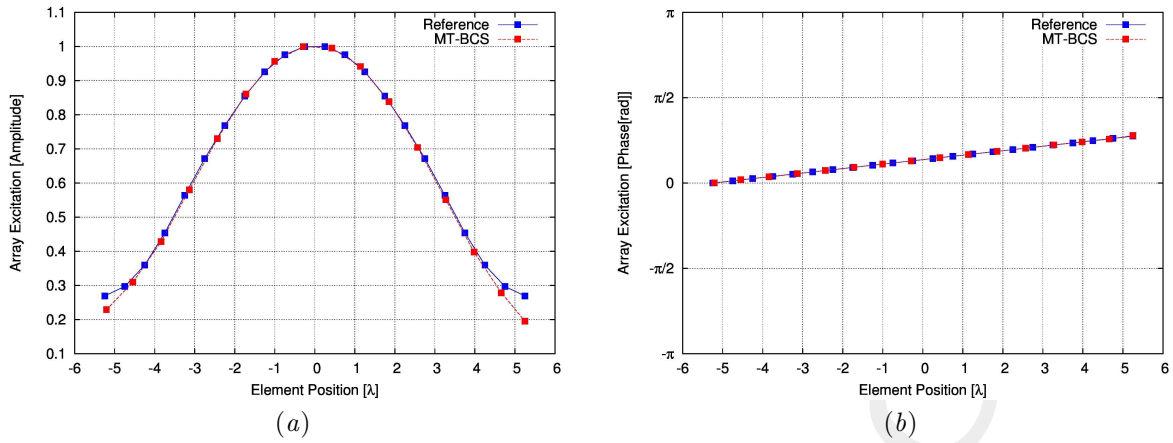 Reference
MT-BCS
1.1
1
0.9
0.8
0.7
0.6
0.5
0.4
0.3
0.2
0.1
Array Excitation [Amplitude]
-6 -5 -4 -3 -2 -1 0 1 2 3 4 5 6
Element Position [λ]
(a)
Reference
MT-BCS
π
π/2
0
-π/2
-π
Array Excitation [Phase[rad]]
-6 -5 -4 -3 -2 -1 0 1 2 3 4 5 6
Element Position [λ]
(b)